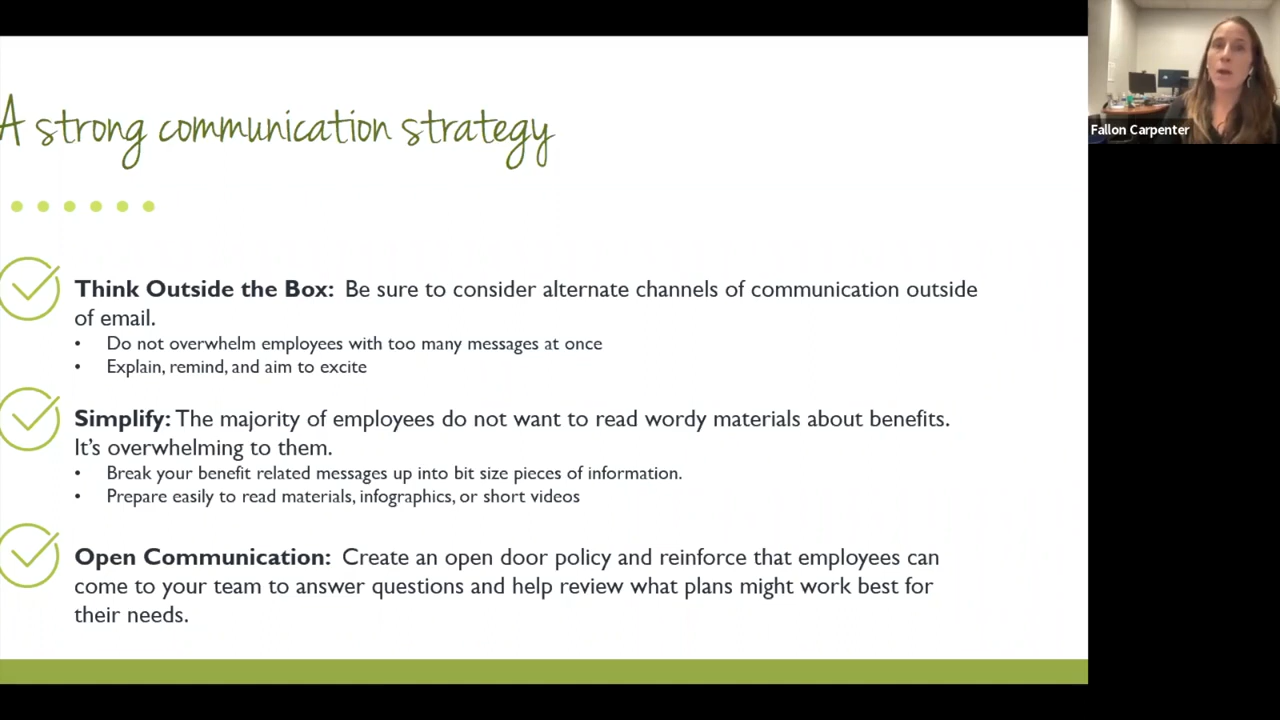 A strong communication strategy
Think Outside the Box: Be sure to consider alternate channels of communication outside
of email.
• Do not overwhelm employees with too many messages at once
• Explain, remind, and aim to excite
Simplify: The majority of employees do not want to read wordy materials about benefits.
It's overwhelming to them.
• Break your benefit related messages up into bit size pieces of information.
• Prepare easily to read materials, infographics, or short videos
Open Communication: Create an open door policy and reinforce that employees can
come to your team to answer questions and help review what plans might work best for
their needs.
Fallon Carpenter